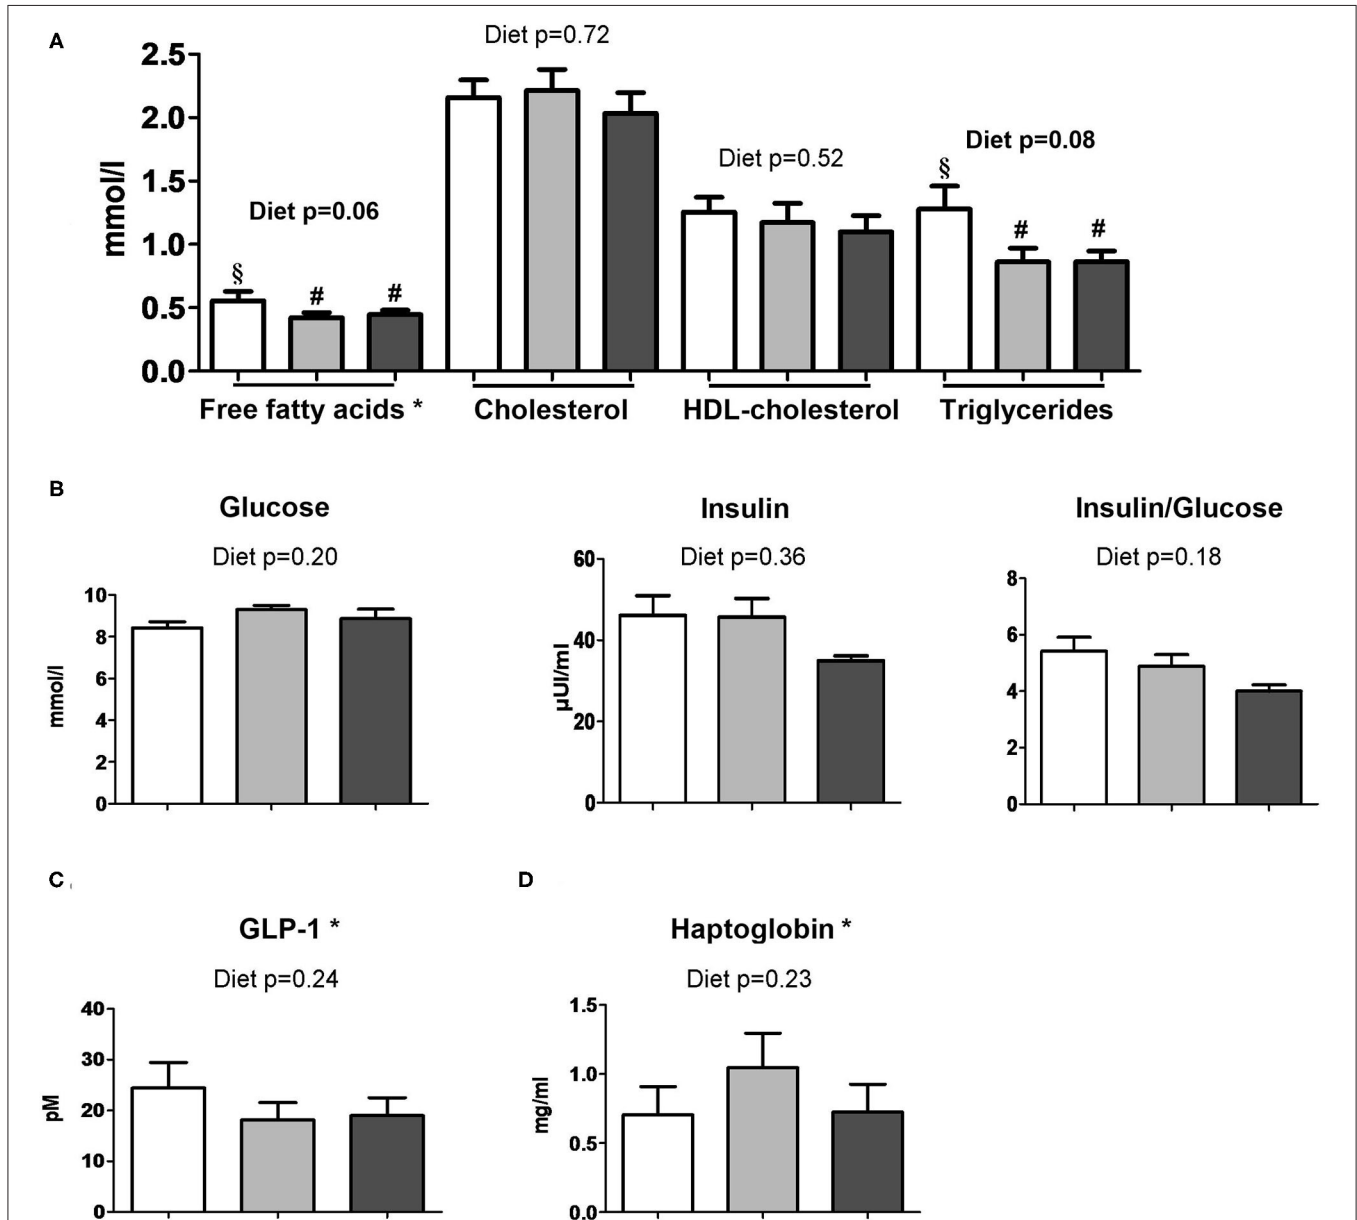 A
Diet p=0.72
2.5
2.0
1.5
1.0
0.5
0.0
mmol/l
Diet p=0.06
Diet p=0.52
Diet p=0.08
§
#
#
§
#
#
Free fatty acids *
Cholesterol
HDL-cholesterol
Triglycerides
B
Glucose
Diet p=0.20
10
8
6
4
2
0
mmol/l
Insulin
Diet p=0.36
60
40
20
0
µUI/ml
Insulin/Glucose
Diet p=0.18
8
6
4
2
0
C
GLP-1 *
Diet p=0.24
40
30
20
10
0
pM
D
Haptoglobin *
Diet p=0.23
1.5
1.0
0.5
0.0
mg/ml